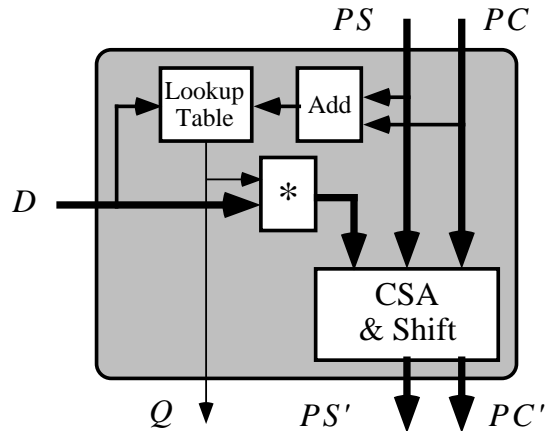 PS PC
Lookup
Table
Add
D
*
CSA
& Shift
Q PS' PC'